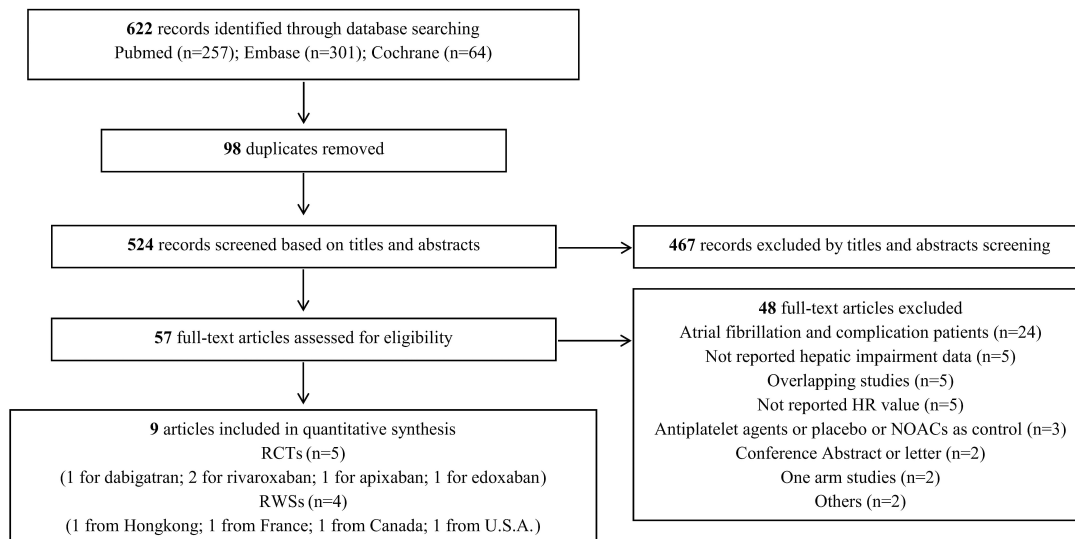 622 records identified through database searching
Pubmed (n=257); Embase (n=301); Cochrane (n=64)
98 duplicates removed
524 records screened based on titles and abstracts
467 records excluded by titles and abstracts screening
57 full-text articles assessed for eligibility
48 full-text articles excluded
Atrial fibrillation and complication patients (n=24)
Not reported hepatic impairment data (n=5)
Overlapping studies (n=5)
Not reported HR value (n=5)
Antiplatelet agents or placebo or NOACs as control (n=3)
Conference Abstract or letter (n=2)
One arm studies (n=2)
Others (n=2)
9 articles included in quantitative synthesis
RCTs (n=5)
(1 for dabigatran; 2 for rivaroxaban; 1 for apixaban; 1 for edoxaban)
RWSs (n=4)
(1 from Hongkong; 1 from France; 1 from Canada; 1 from U.S.A.)